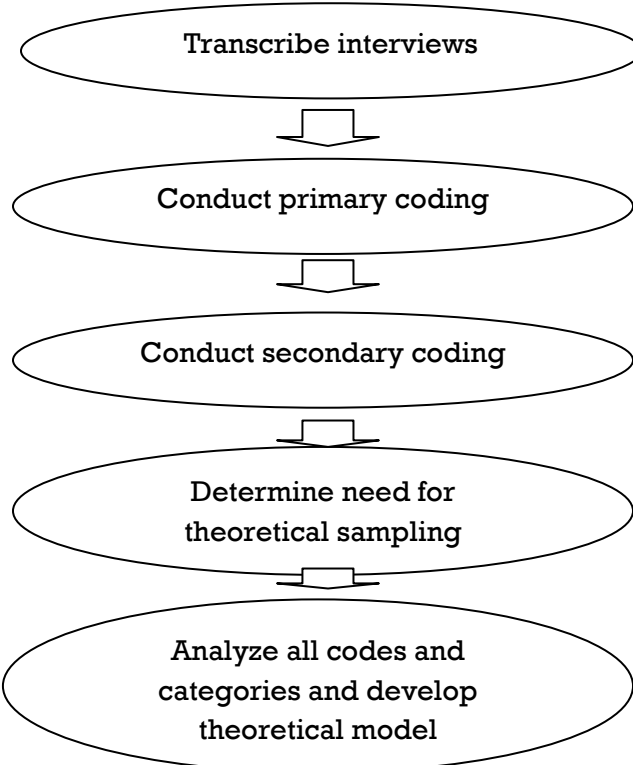 Transcribe interviews
Conduct primary coding
Conduct secondary coding
Determine need for
theoretical sampling
Analyze all codes and
categories and develop
theoretical model